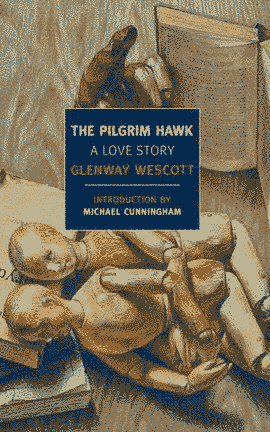 THE PILGRIM HAWK
A LOVE STORY
GLENWAY WESCOTT
INTRODUCTION BY
MICHAEL CUNNINGHAM